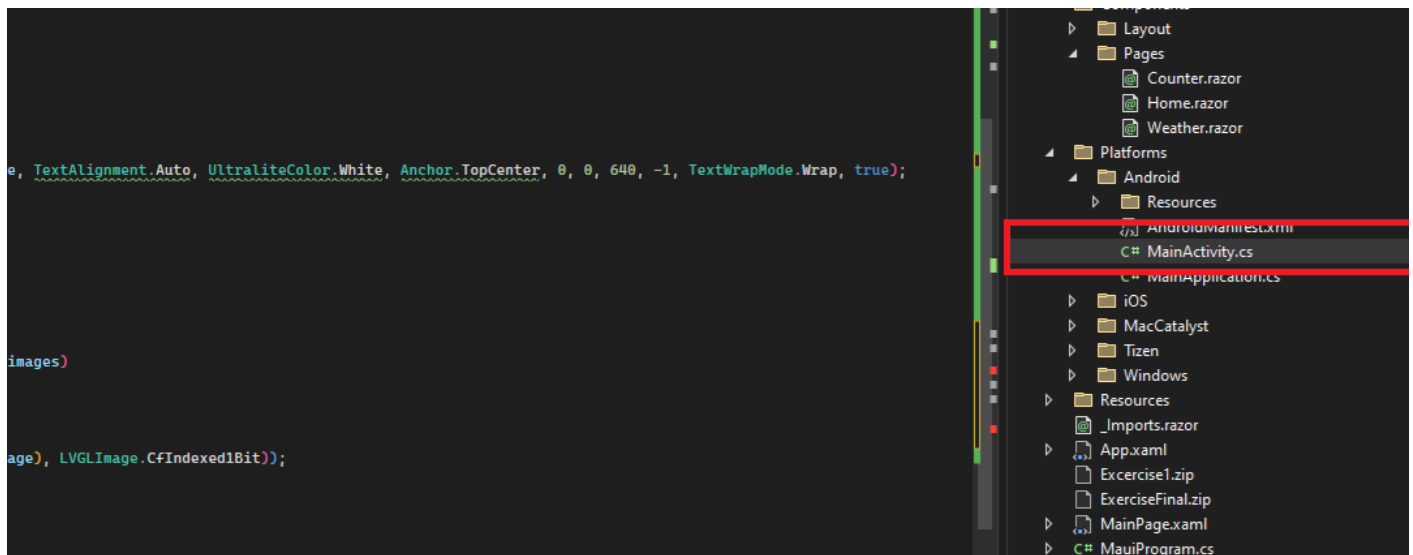 Components
Layout
Pages
Counter.razor
Home.razor
Weather.razor
e, TextAlignment.Auto, UltraliteColor.White, Anchor.TopCenter, 0, 0, 640, -1, TextWrapMode.Wrap, true);
Platforms
Android
Resources
AndroidManifest.xml
C# MainActivity.cs
C# MainApplication.cs
iOS
MacCatalyst
images)
Tizen
Windows
Resources
_Imports.razor
age), LVGLImage.CfIndexed1Bit));
App.xaml
Excercise1.zip
ExerciseFinal.zip
MainPage.xaml
C# MauiProgram.cs